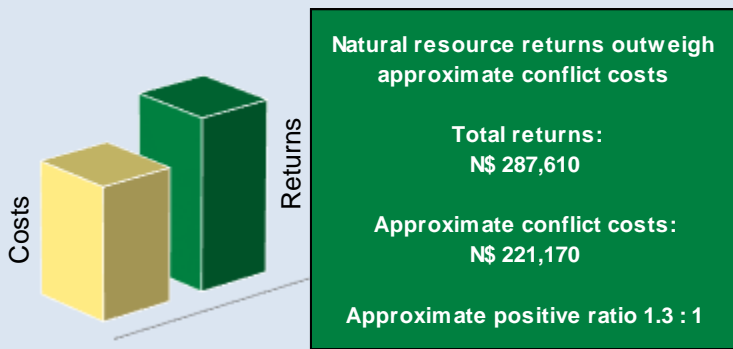 Costs
Returns
Natural resource returns outweigh
approximate conflict costs
Total returns:
N$ 287,610
Approximate conflict costs:
N$ 221,170
Approximate positive ratio 1.3 : 1